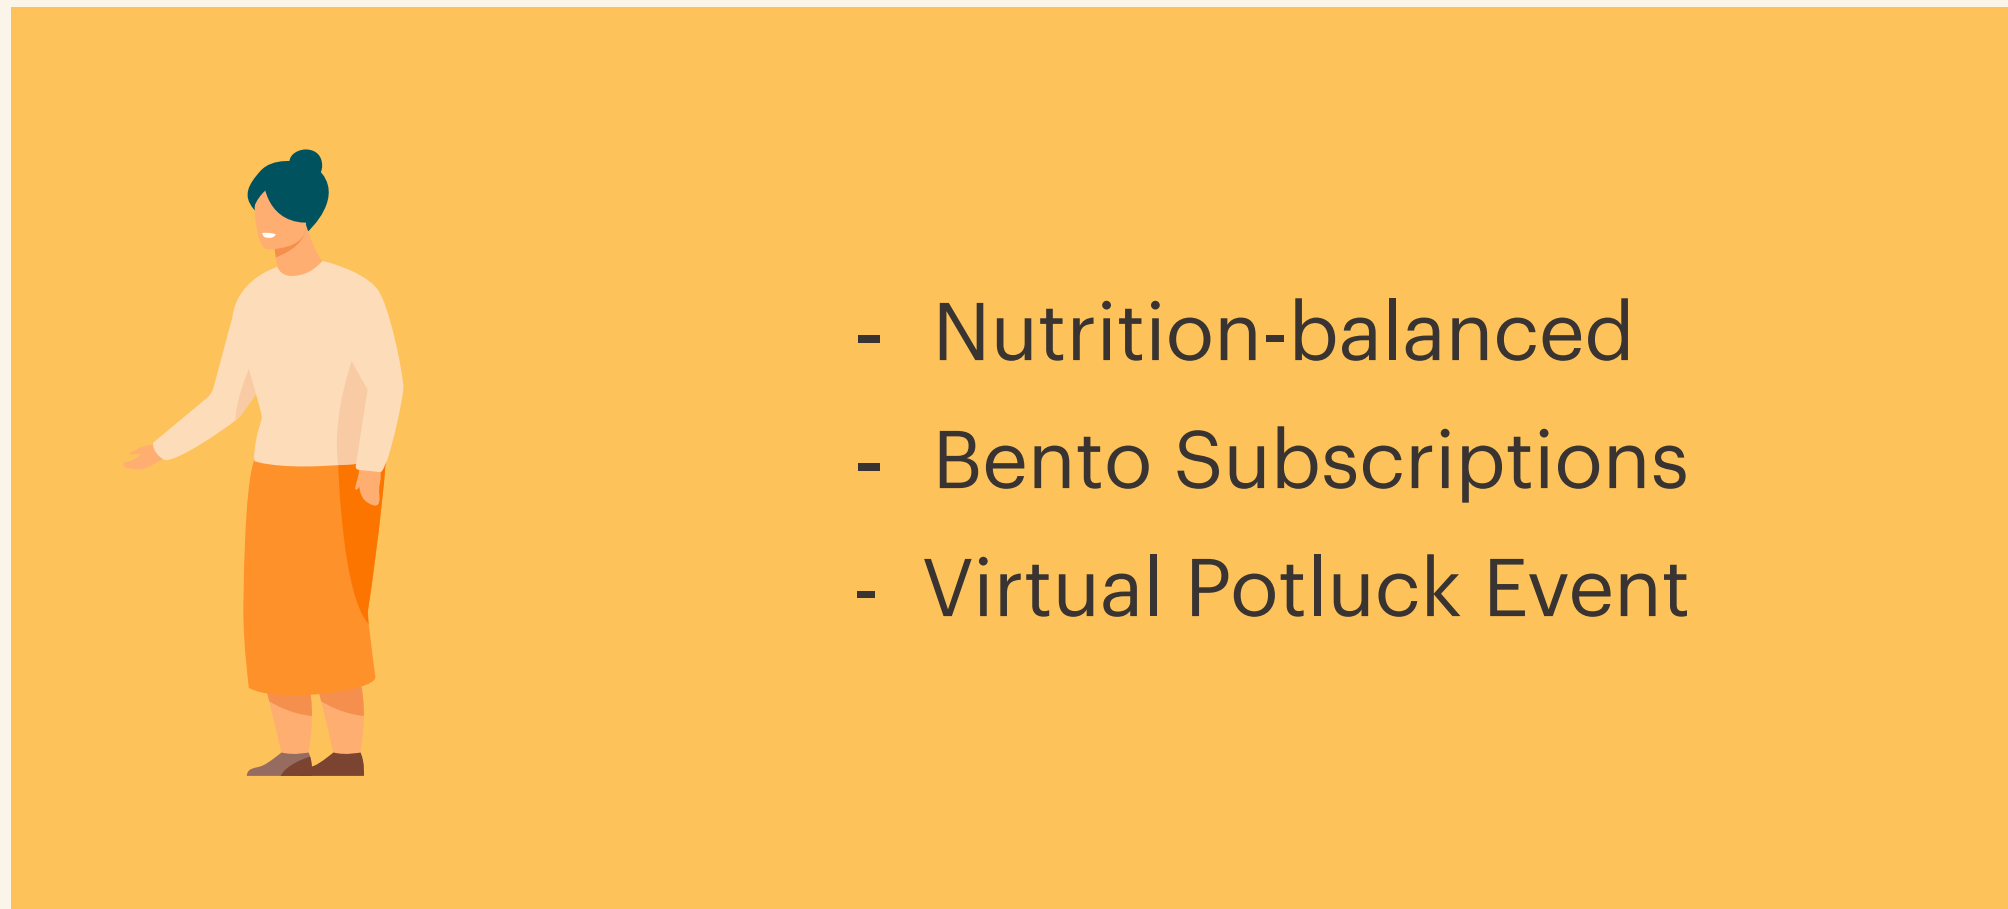 - Nutrition-balanced
- Bento Subscriptions
- Virtual Potluck Event